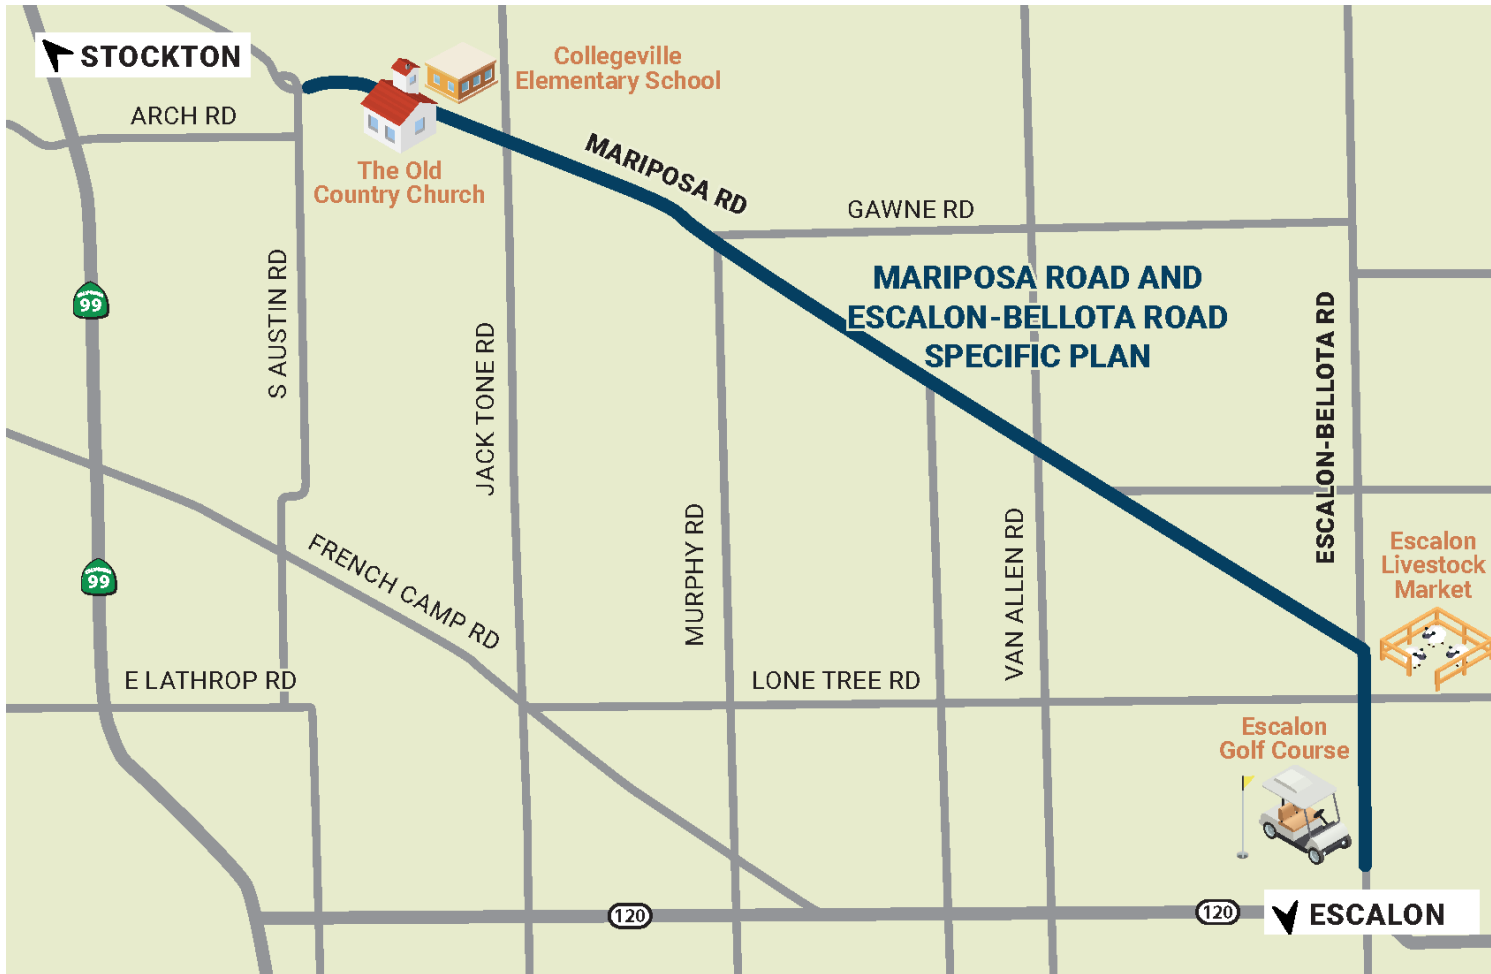 STOCKTON
Collegeville
Elementary School
ARCH RD
The Old
Country Church
MARIPOSA RD
GAWNE RD
S AUSTIN RD
MARIPOSA ROAD AND
ESCALON-BELLOTA ROAD
SPECIFIC PLAN
CALIFORNIA
99
JACK TONE RD
ESCALON-BELLOTA RD
MURPHY RD
VAN ALLEN RD
Escalon
Livestock
Market
FRENCH CAMP RD
CALIFORNIA
99
E LATHROP RD
LONE TREE RD
Escalon
Golf Course
120
120
ESCALON